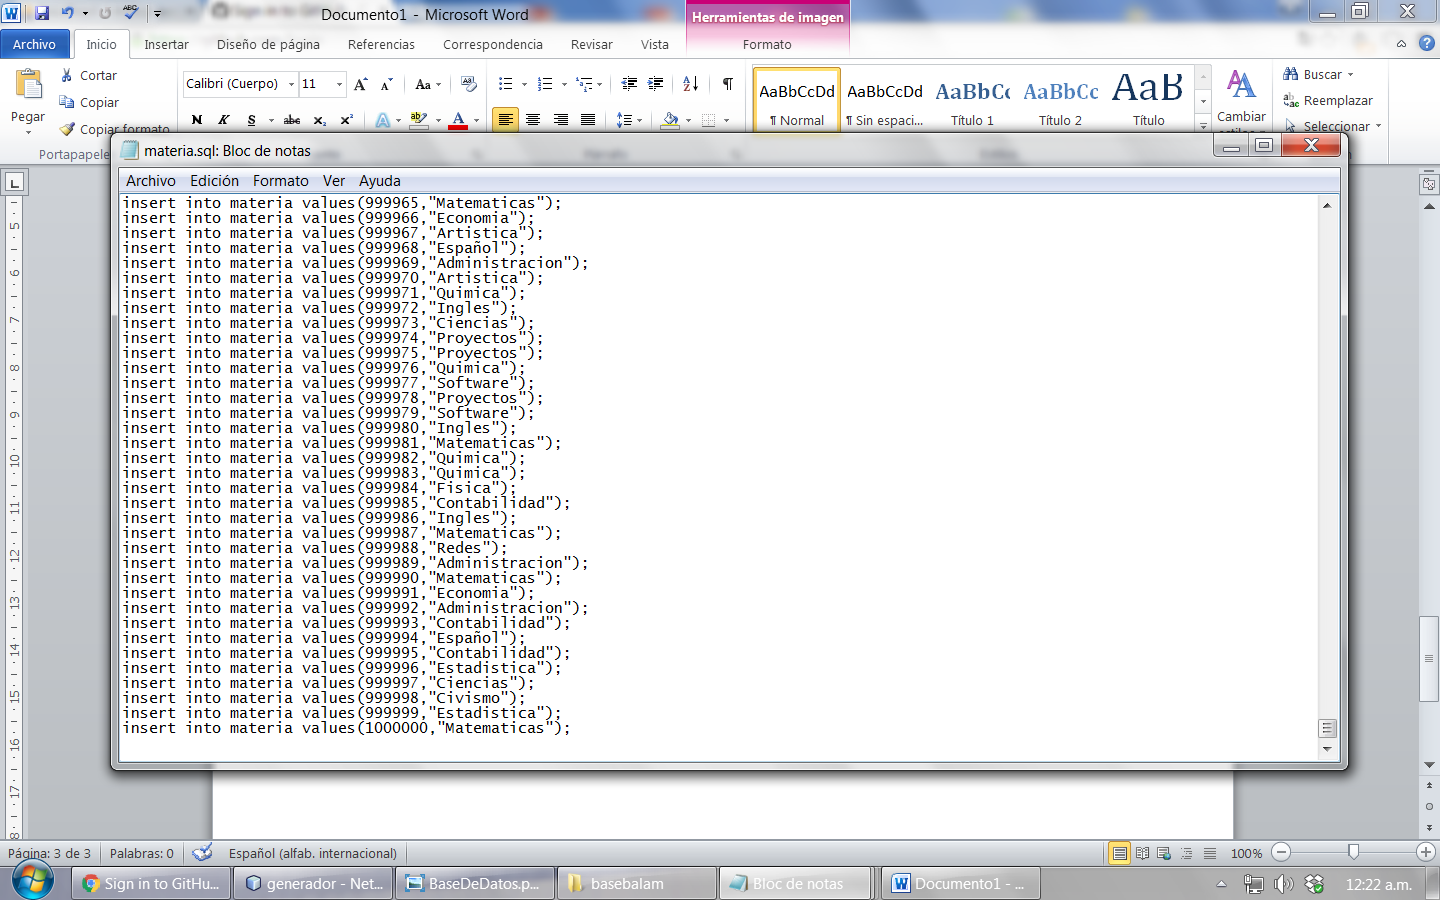 Documento1 - Microsoft Word
Herramientas de imagen
Archivo
Inicio
Insertar
Diseño de página
Referencias
Correspondencia
Revisar
Vista
Formato
Pegar
Cortar
Copiar
Copiar formato
Calibri (Cuerpo)
11
AaBbCcDd
¶ Normal
AaBbCcDd
¶ Sin espaci...
AaBbCc
Título 1
AaBbCc
Título 2
AaB
Título
Cambiar
Buscar
Reemplazar
Seleccionar
materia.sql: Bloc de notas
Archivo Edición Formato Ver Ayuda
insert into materia values(999965,"Matematicas");
insert into materia values(999966,"Economia");
insert into materia values(999967,"Artistica");
insert into materia values(999968,"Español");
insert into materia values(999969,"Administracion");
insert into materia values(999970,"Artistica");
insert into materia values(999971,"Quimica");
insert into materia values(999972,"Ingles");
insert into materia values(999973,"Ciencias");
insert into materia values(999974,"Proyectos");
insert into materia values(999975,"Proyectos");
insert into materia values(999976,"Quimica");
insert into materia values(999977,"Software");
insert into materia values(999978,"Proyectos");
insert into materia values(999979,"Software");
insert into materia values(999980,"Ingles");
insert into materia values(999981,"Matematicas");
insert into materia values(999982,"Quimica");
insert into materia values(999983,"Quimica");
insert into materia values(999984,"Fisica");
insert into materia values(999985,"Contabilidad");
insert into materia values(999986,"Ingles");
insert into materia values(999987,"Matematicas");
insert into materia values(999988,"Redes");
insert into materia values(999989,"Administracion");
insert into materia values(999990,"Matematicas");
insert into materia values(999991,"Economia");
insert into materia values(999992,"Administracion");
insert into materia values(999993,"Contabilidad");
insert into materia values(999994,"Español");
insert into materia values(999995,"Contabilidad");
insert into materia values(999996,"Estadistica");
insert into materia values(999997,"Ciencias");
insert into materia values(999998,"Civismo");
insert into materia values(999999,"Estadistica");
insert into materia values(1000000,"Matematicas");
Página: 3 de 3
Palabras: 0
Español (alfab. internacional)
100%
Sign in to GitHu...
generador - Net...
BaseDeDatos.p...
basebalam
Bloc de notas
Documento1 - ...
12:22 a.m.